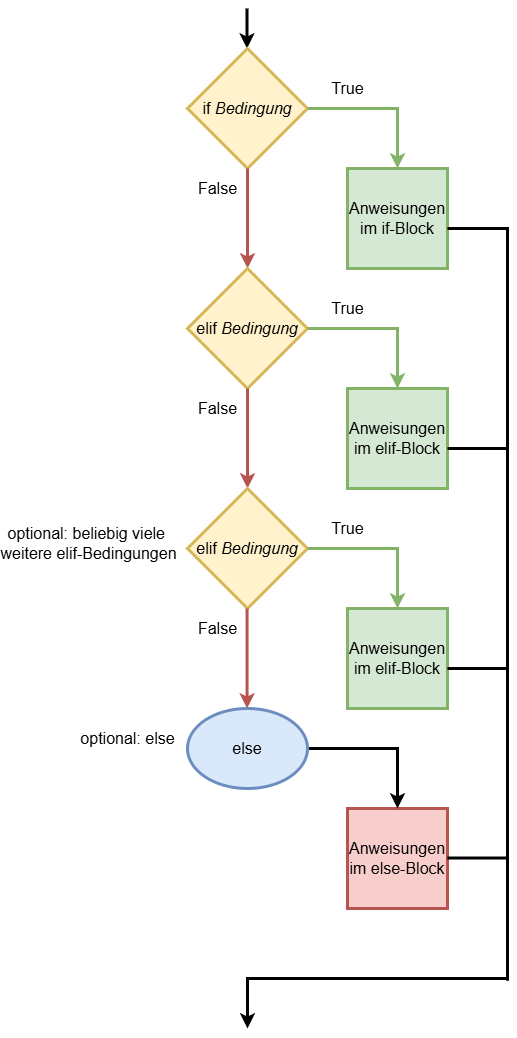 if Bedingung
True
False
Anweisungen
im if-Block
elif Bedingung
True
False
Anweisungen
im elif-Block
optional: beliebig viele
weitere elif-Bedingungen
elif Bedingung
True
False
Anweisungen
im elif-Block
optional: else
else
Anweisungen
im else-Block